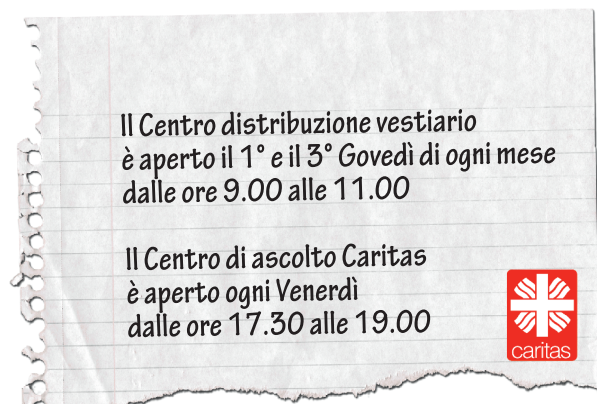 Il Centro distribuzione vestiario
è aperto il 1° e il 3° Govedì di ogni mese
dalle ore 9.00 alle 11.00
Il Centro di ascolto Caritas
è aperto ogni Venerdì
dalle ore 17.30 alle 19.00
caritas